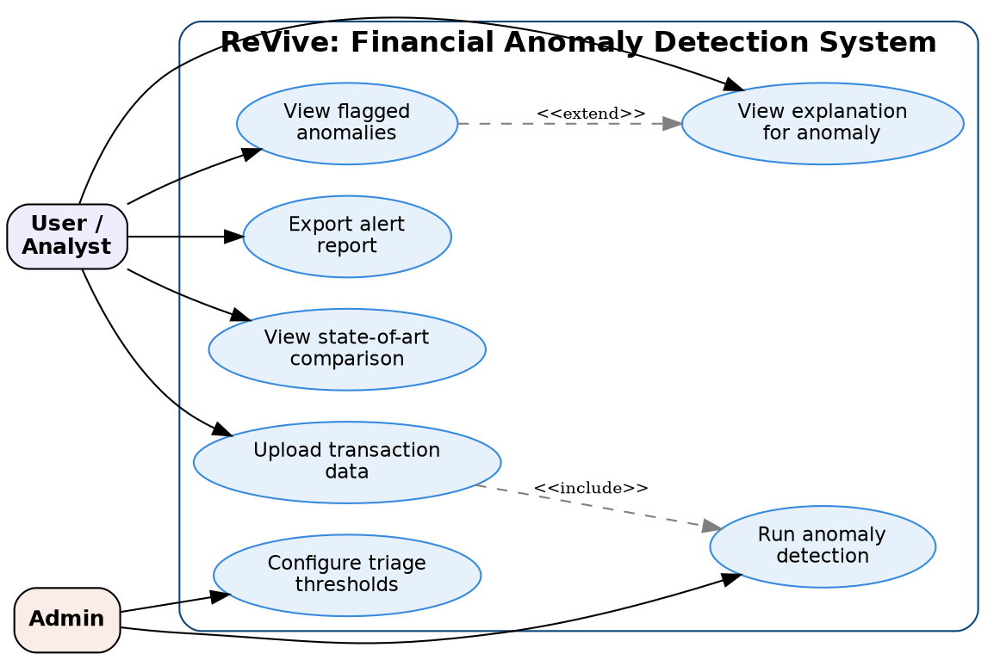 ReVive: Financial Anomaly Detection System
View flagged
anomalies
<<extend>>
View explanation
for anomaly
User /
Analyst
Export alert
report
View state-of-art
comparison
Upload transaction
data
<<include>>
Run anomaly
detection
Configure triage
thresholds
Admin